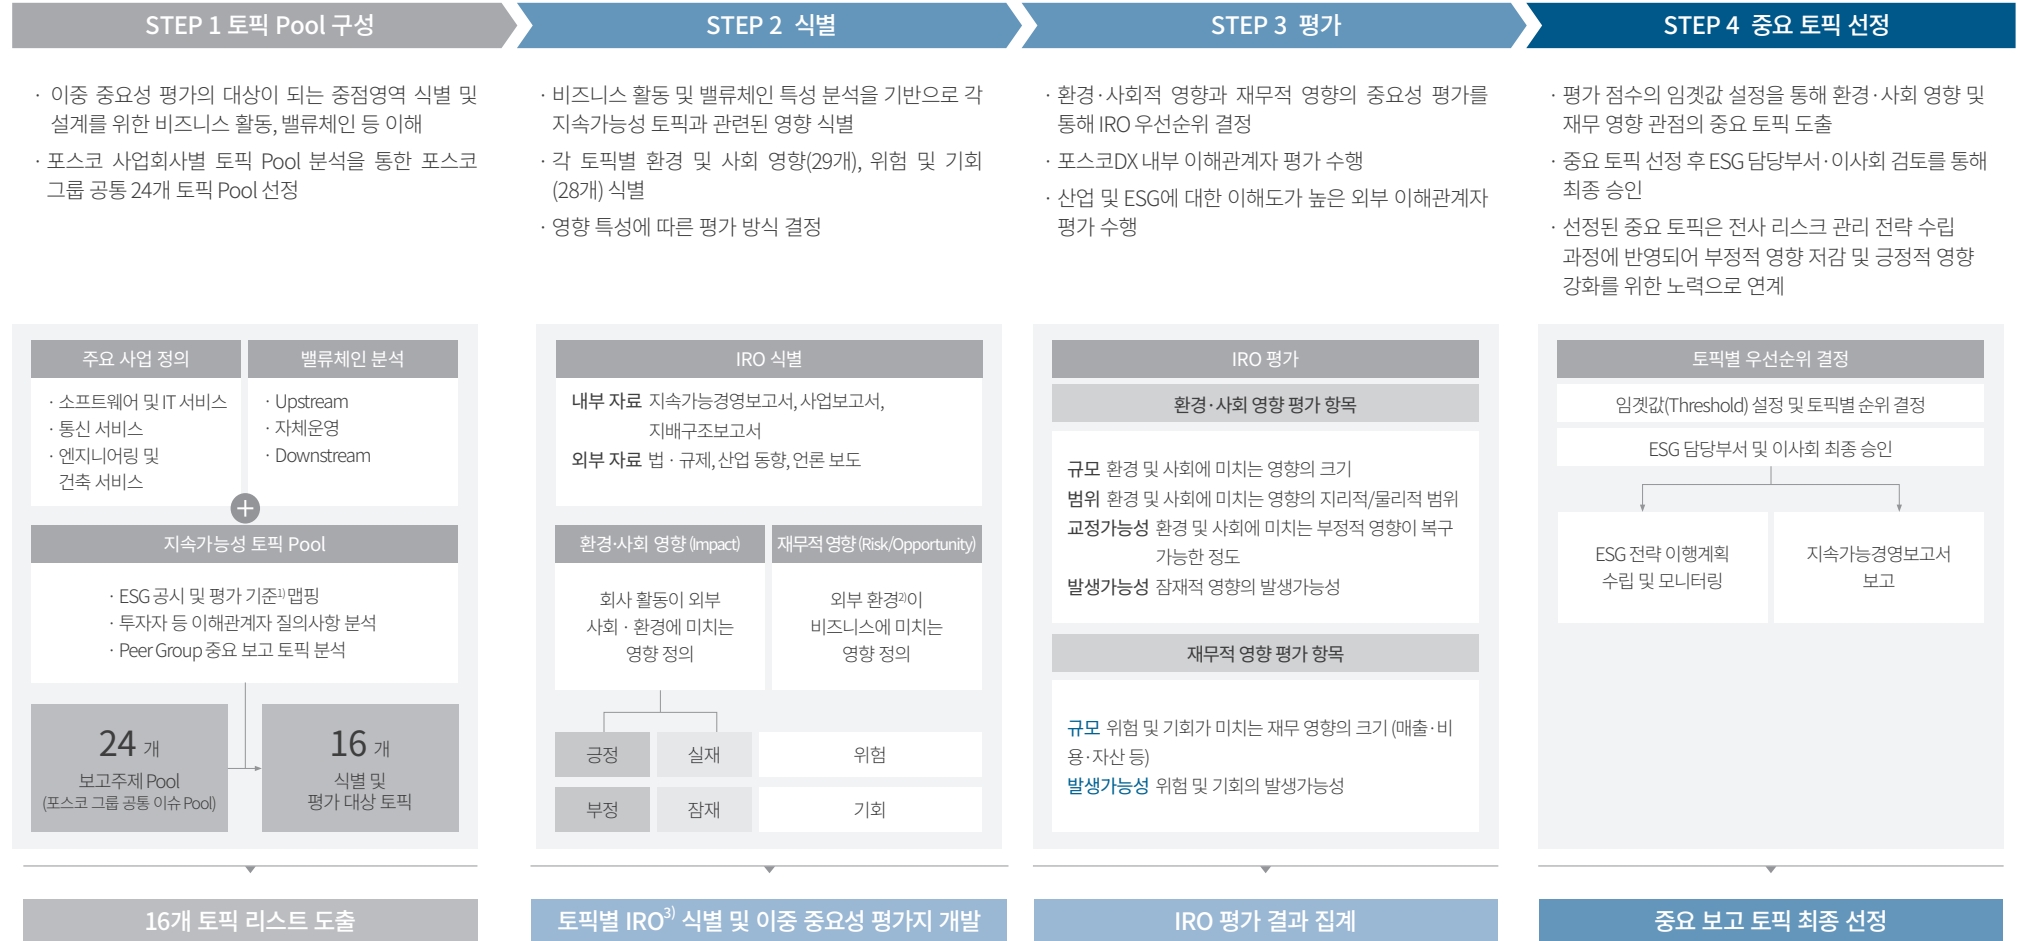 STEP 1 토픽 Pool 구성
· 이중 중요성 평가의 대상이 되는 중점영역 식별 및
설계를 위한 비즈니스 활동, 밸류체인 등 이해
· 포스코 사업회사별 토픽 Pool 분석을 통한 포스코
그룹 공통 24개 토픽 Pool 선정
주요 사업 정의
· 소프트웨어 및 IT 서비스
· 통신 서비스
· 엔지니어링 및
건축 서비스
밸류체인 분석
· Upstream
· 자체운영
· Downstream
+
지속가능성 토픽 Pool
· ESG 공시 및 평가 기준1) 맵핑
· 투자자 등 이해관계자 질의사항 분석
· Peer Group 중요 보고 토픽 분석
24 개
보고주제 Pool
(포스코 그룹 공통 이슈 Pool)
16 개
식별 및
평가 대상 토픽
16개 토픽 리스트 도출
STEP 2 식별
· 비즈니스 활동 및 밸류체인 특성 분석을 기반으로 각
지속가능성 토픽과 관련된 영향 식별
· 각 토픽별 환경 및 사회 영향(29개), 위험 및 기회
(28개) 식별
· 영향 특성에 따른 평가 방식 결정
IRO 식별
내부 자료 지속가능경영보고서, 사업보고서,
지배구조보고서
외부 자료 법 · 규제, 산업 동향, 언론 보도
환경·사회 영향 (Impact)
회사 활동이 외부
사회 · 환경에 미치는
영향 정의
재무적 영향 (Risk/Opportunity)
외부 환경2)이
비즈니스에 미치는
영향 정의
긍정
실재
위험
부정
잠재
기회
토픽별 IRO3) 식별 및 이중 중요성 평가지 개발
STEP 3 평가
· 환경·사회적 영향과 재무적 영향의 중요성 평가를
통해 IRO 우선순위 결정
· 포스코DX 내부 이해관계자 평가 수행
· 산업 및 ESG에 대한 이해도가 높은 외부 이해관계자
평가 수행
IRO 평가
환경·사회 영향 평가 항목
규모 환경 및 사회에 미치는 영향의 크기
범위 환경 및 사회에 미치는 영향의 지리적/물리적 범위
교정가능성 환경 및 사회에 미치는 부정적 영향이 복구
가능한 정도
발생가능성 잠재적 영향의 발생가능성
재무적 영향 평가 항목
규모 위험 및 기회가 미치는 재무 영향의 크기 (매출·비
용·자산 등)
발생가능성 위험 및 기회의 발생가능성
IRO 평가 결과 집계
STEP 4 중요 토픽 선정
· 평가 점수의 임곗값 설정을 통해 환경·사회 영향 및
재무 영향 관점의 중요 토픽 도출
· 중요 토픽 선정 후 ESG 담당부서·이사회 검토를 통해
최종 승인
· 선정된 중요 토픽은 전사 리스크 관리 전략 수립
과정에 반영되어 부정적 영향 저감 및 긍정적 영향
강화를 위한 노력으로 연계
토픽별 우선순위 결정
임곗값(Threshold) 설정 및 토픽별 순위 결정
ESG 담당부서 및 이사회 최종 승인
ESG 전략 이행계획
수립 및 모니터링
지속가능경영보고서
보고
중요 보고 토픽 최종 선정